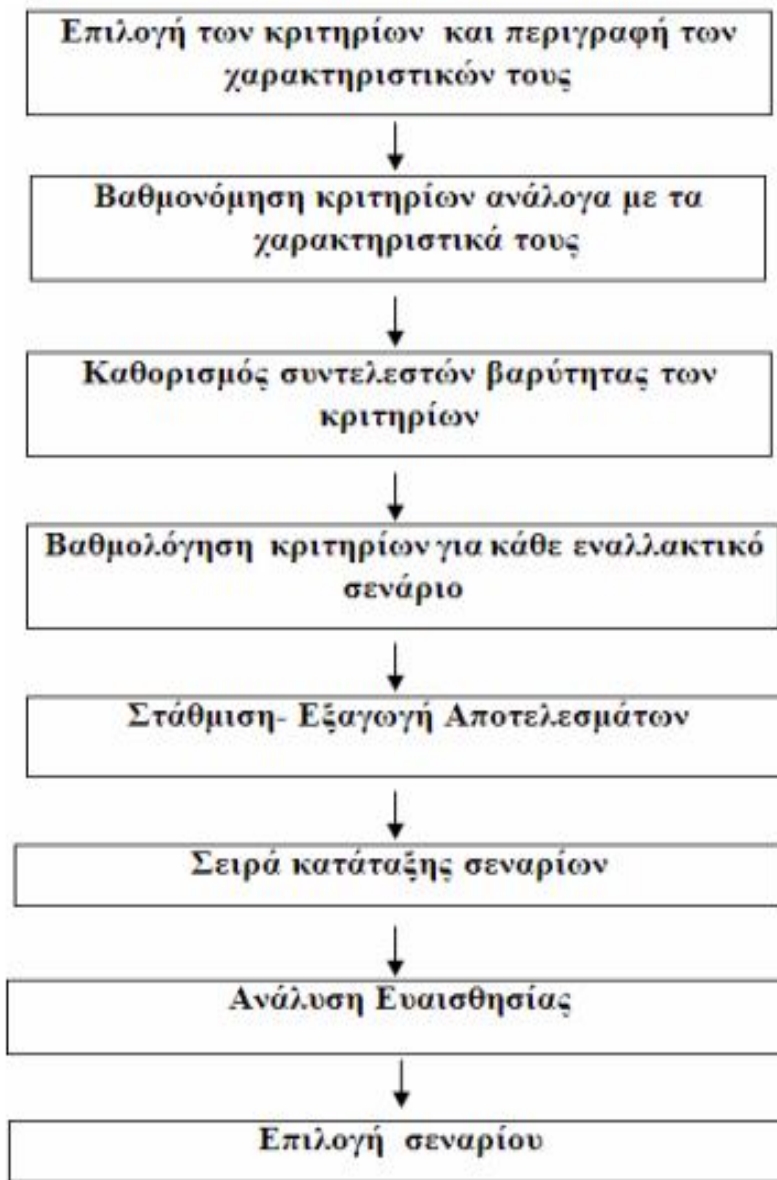 Επιλογή των κριτηρίων και περιγραφή των
χαρακτηριστικών τους
Βαθμονόμηση κριτηρίων ανάλογα με τα
χαρακτηριστικά τους
Καθορισμός συντελεστών βαρύτητας των
κριτηρίων
Βαθμολόγηση κριτηρίων για κάθε εναλλακτικό
σενάριο
Στάθμιση- Εξαγωγή Αποτελεσμάτων
Σειρά κατάταξης σεναρίων
Ανάλυση Ευαισθησίας
Επιλογή σεναρίου